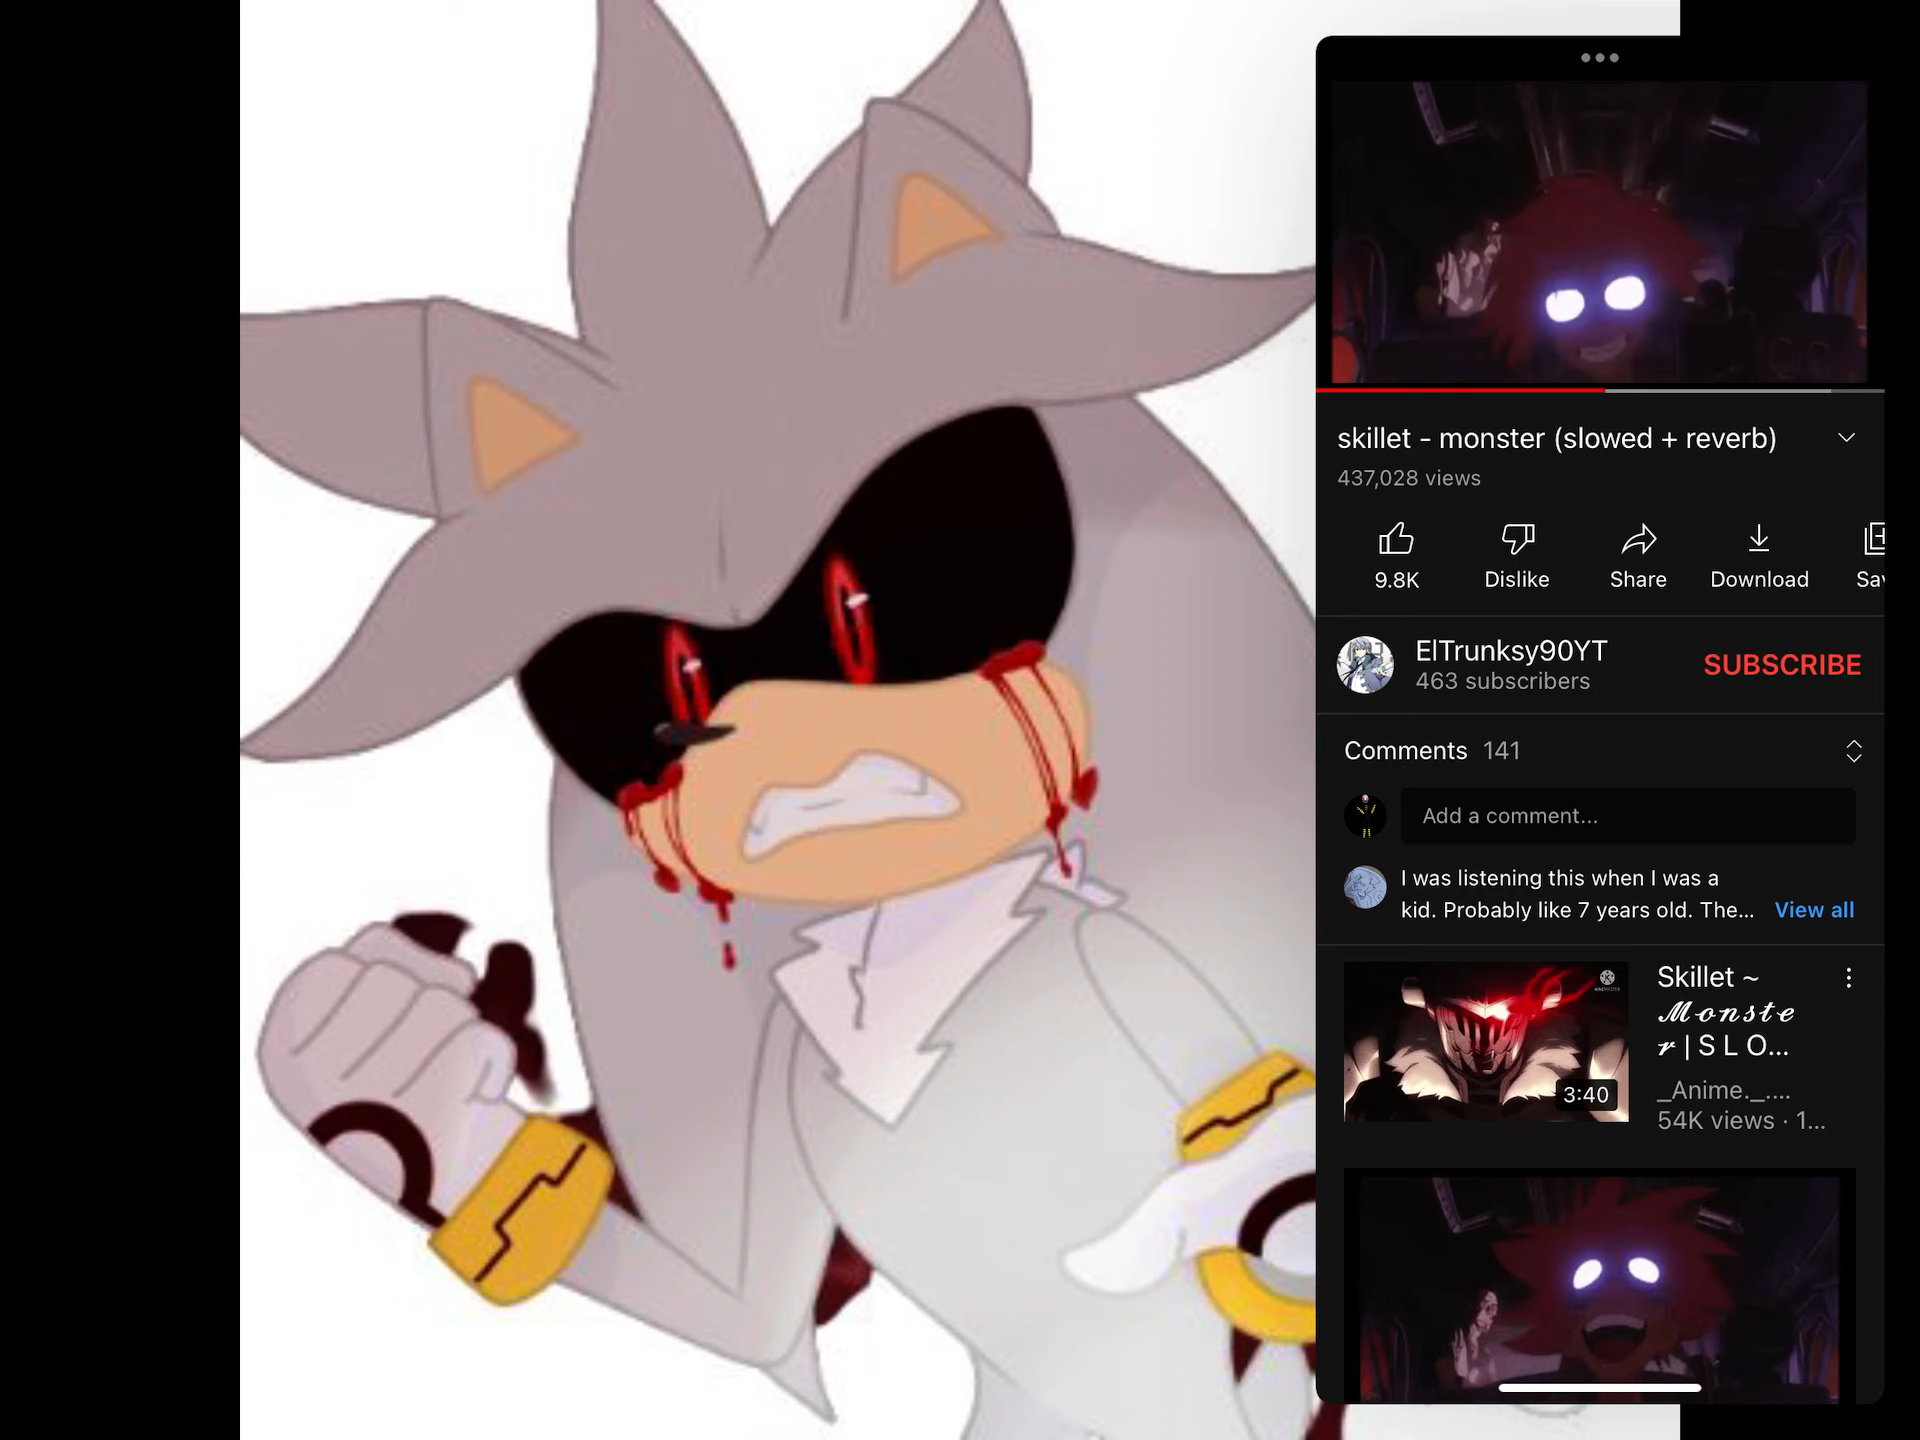 skillet - monster (slowed + reverb)
437,028 views
9.8K Dislike Share Download Sav
ElTrunksy90YT
463 subscribers
SUBSCRIBE
Comments 141
Add a comment...
I was listening this when I was a
kid. Probably like 7 years old. The... View all
Skillet ~
𝓜𝓸𝓷𝓼𝓽𝓮
𝓻 | S L O...
3:40
_Anime._....
54K views · 1...